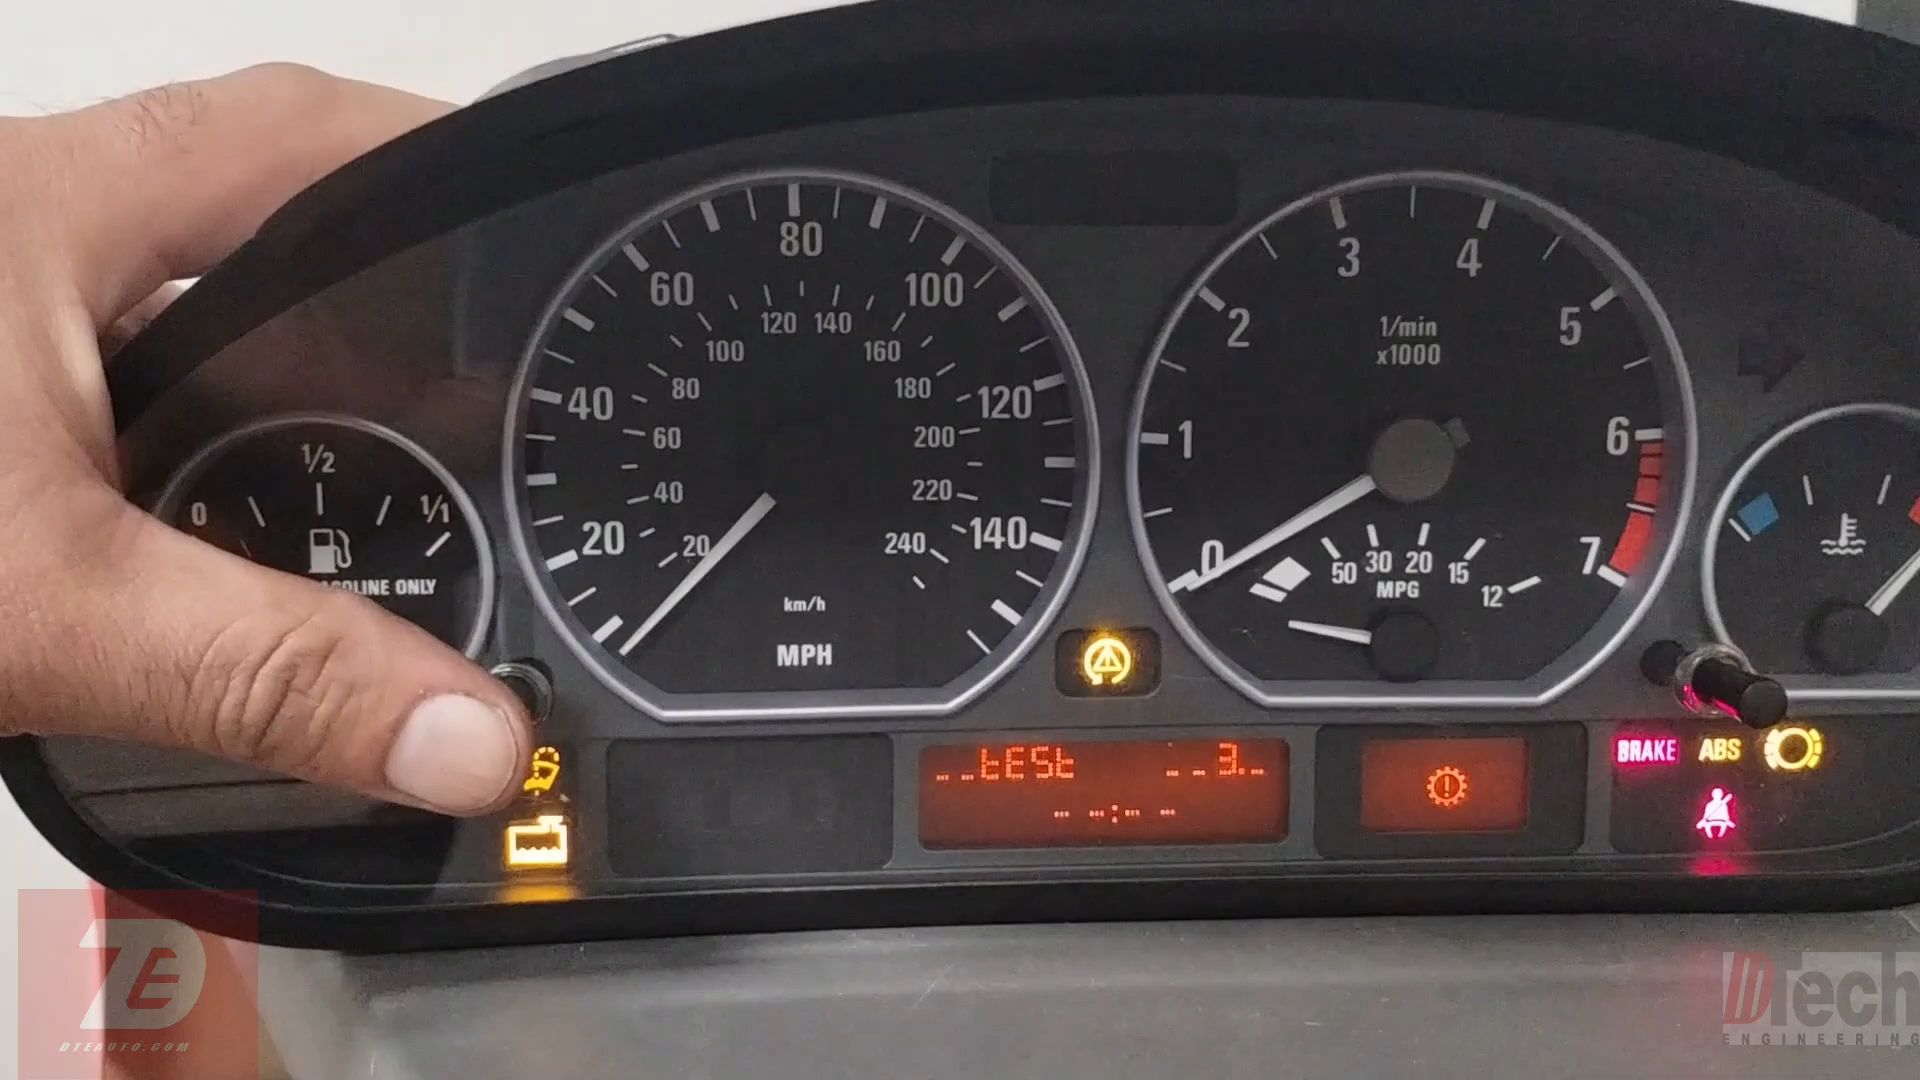 0 1/2 1/1
GASOLINE ONLY
20 40 60 80 100 120 140
20 40 60 80 100 120 140 160 180 200 220 240
km/h
MPH
0 1 2 3 4 5 6 7
1/min
x1000
50 30 20 15 12
MPG
tESt 3.
BRAKE ABS
DTEAUTO.COM
DTech
ENGINEERING